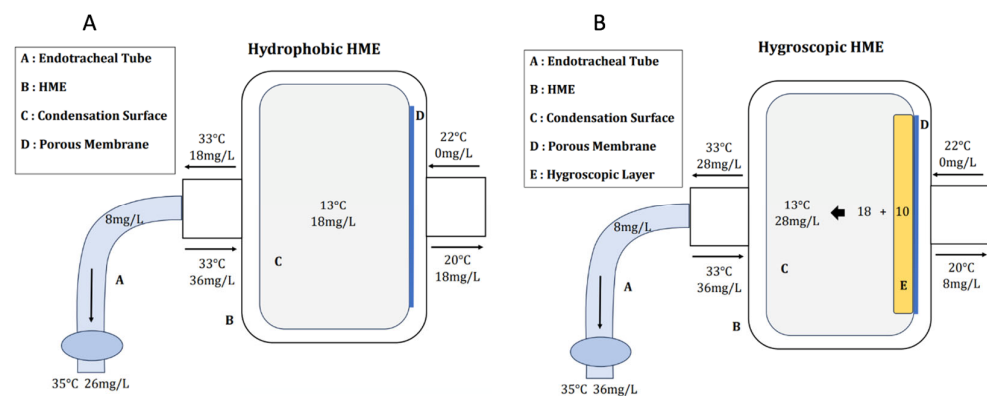 A
Hydrophobic HME
A : Endotracheal Tube
B : HME
C : Condensation Surface
D : Porous Membrane
D
33°C
18mg/L
22°C
0mg/L
8mg/L
13°C
18mg/L
33°C
36mg/L
20°C
18mg/L
C
A
B
35°C 26mg/L
B
Hygroscopic HME
A : Endotracheal Tube
B : HME
C : Condensation Surface
D : Porous Membrane
E : Hygroscopic Layer
D
33°C
28mg/L
22°C
0mg/L
8mg/L
13°C
28mg/L
18 + 10
33°C
36mg/L
20°C
8mg/L
C
E
A
B
35°C 36mg/L